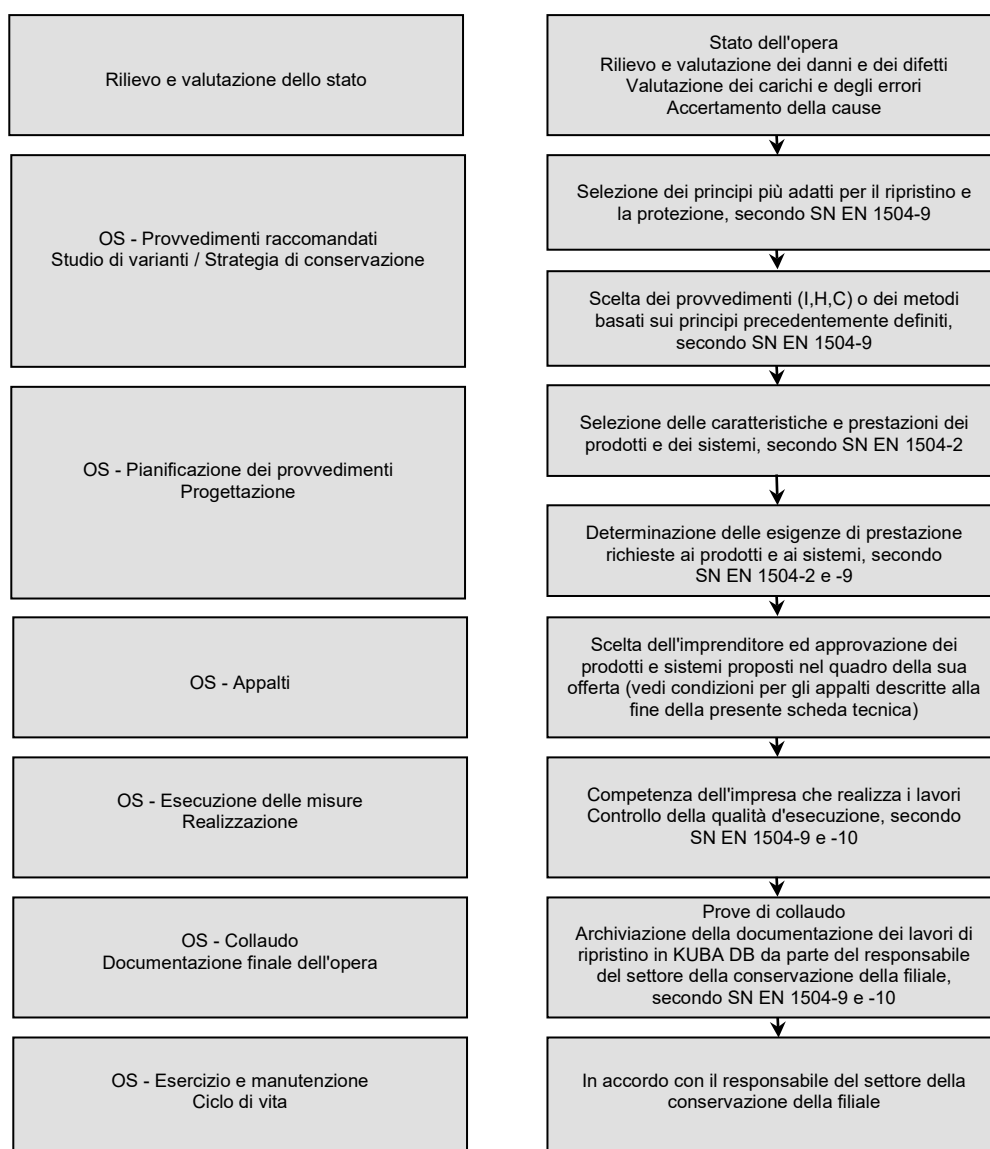 Rilievo e valutazione dello stato
Stato dell'opera
Rilievo e valutazione dei danni e dei difetti
Valutazione dei carichi e degli errori
Accertamento della cause
OS - Provvedimenti raccomandati
Studio di varianti / Strategia di conservazione
Selezione dei principi più adatti per il ripristino e
la protezione, secondo SN EN 1504-9
Scelta dei provvedimenti (I,H,C) o dei metodi
basati sui principi precedentemente definiti,
secondo SN EN 1504-9
OS - Pianificazione dei provvedimenti
Progettazione
Selezione delle caratteristiche e prestazioni dei
prodotti e dei sistemi, secondo SN EN 1504-2
Determinazione delle esigenze di prestazione
richieste ai prodotti e ai sistemi, secondo
SN EN 1504-2 e -9
OS - Appalti
Scelta dell'imprenditore ed approvazione dei
prodotti e sistemi proposti nel quadro della sua
offerta (vedi condizioni per gli appalti descritte alla
fine della presente scheda tecnica)
OS - Esecuzione delle misure
Realizzazione
Competenza dell'impresa che realizza i lavori
Controllo della qualità d'esecuzione, secondo
SN EN 1504-9 e -10
OS - Collaudo
Documentazione finale dell'opera
Prove di collaudo
Archiviazione della documentazione dei lavori di
ripristino in KUBA DB da parte del responsabile
del settore della conservazione della filiale,
secondo SN EN 1504-9 e -10
OS - Esercizio e manutenzione
Ciclo di vita
In accordo con il responsabile del settore della
conservazione della filiale